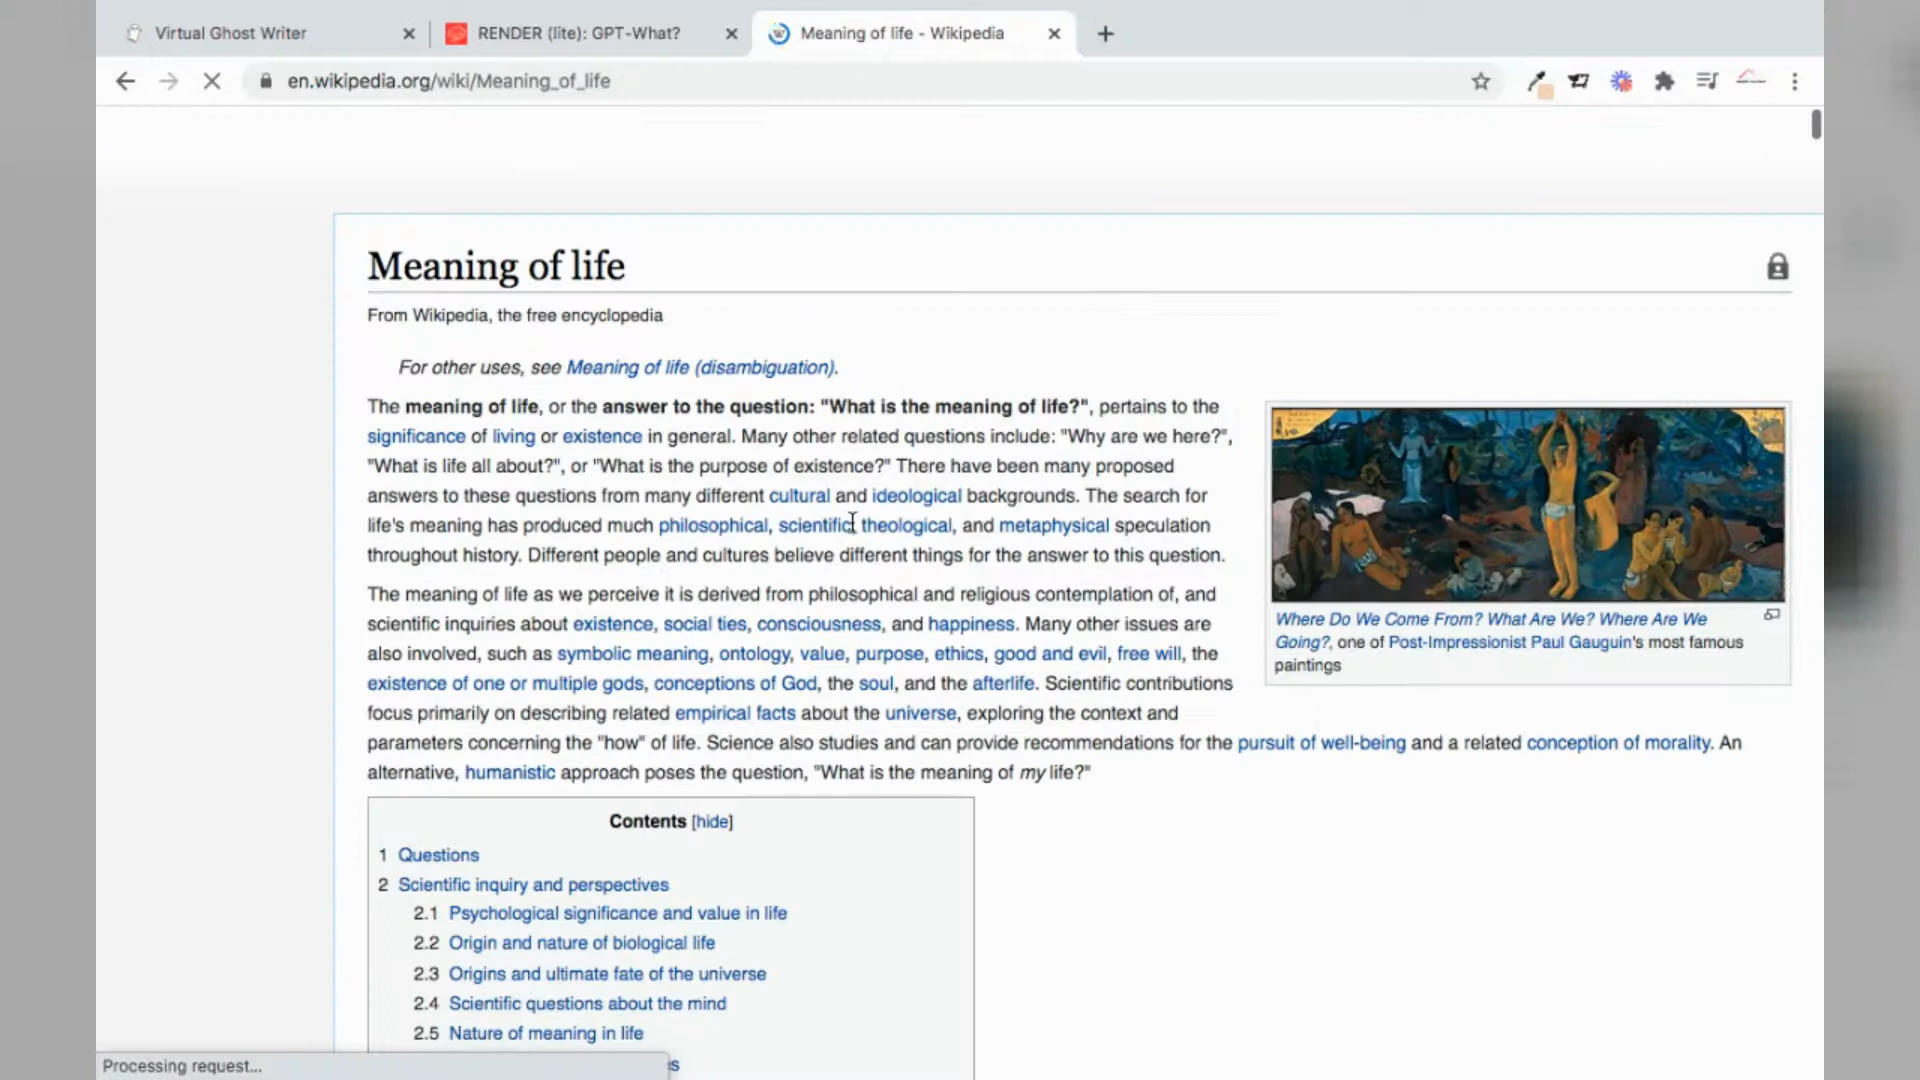 Virtual Ghost Writer
RENDER (lite): GPT-What?
Meaning of life - Wikipedia
en.wikipedia.org/wiki/Meaning_of_life
Meaning of life
From Wikipedia, the free encyclopedia
For other uses, see Meaning of life (disambiguation).
The meaning of life, or the answer to the question: "What is the meaning of life?", pertains to the
significance of living or existence in general. Many other related questions include: "Why are we here?",
"What is life all about?", or "What is the purpose of existence?" There have been many proposed
answers to these questions from many different cultural and ideological backgrounds. The search for
life's meaning has produced much philosophical, scientific, theological, and metaphysical speculation
throughout history. Different people and cultures believe different things for the answer to this question.
The meaning of life as we perceive it is derived from philosophical and religious contemplation of, and
scientific inquiries about existence, social ties, consciousness, and happiness. Many other issues are
also involved, such as symbolic meaning, ontology, value, purpose, ethics, good and evil, free will, the
existence of one or multiple gods, conceptions of God, the soul, and the afterlife. Scientific contributions
focus primarily on describing related empirical facts about the universe, exploring the context and
parameters concerning the "how" of life. Science also studies and can provide recommendations for the pursuit of well-being and a related conception of morality. An
alternative, humanistic approach poses the question, "What is the meaning of my life?"
Where Do We Come From? What Are We? Where Are We
Going?, one of Post-Impressionist Paul Gauguin's most famous
paintings
Contents [hide]
1 Questions
2 Scientific inquiry and perspectives
2.1 Psychological significance and value in life
2.2 Origin and nature of biological life
2.3 Origins and ultimate fate of the universe
2.4 Scientific questions about the mind
2.5 Nature of meaning in life
Processing request...